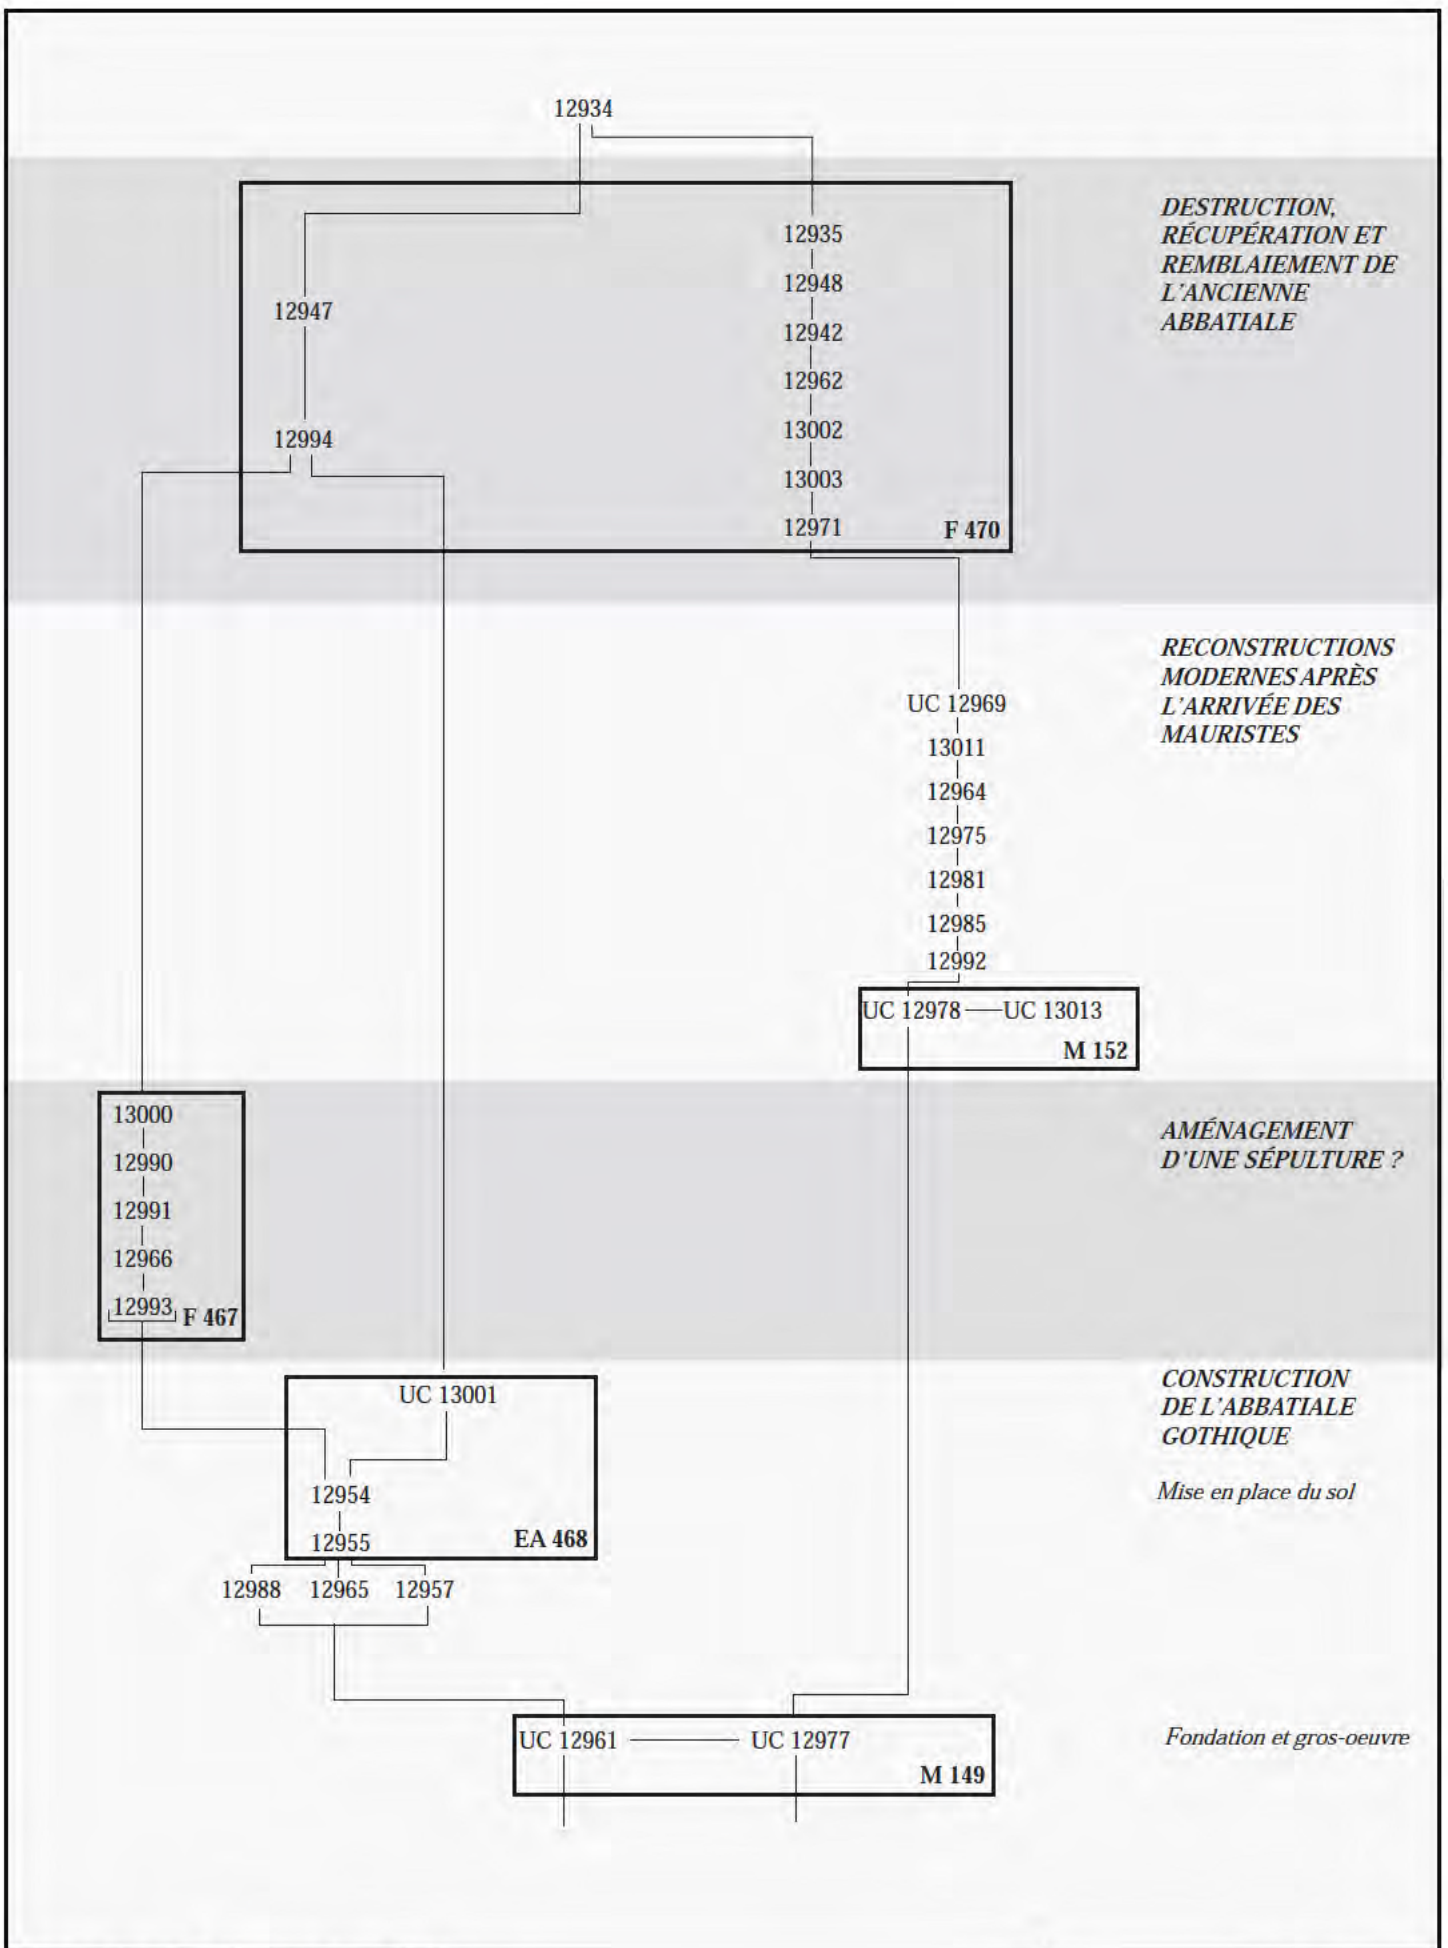 12934
DESTRUCTION,
RÉCUPÉRATION ET
REMBLAIEMENT DE
L'ANCIENNE
ABBATIALE
12947
12994
12935
12948
12942
12962
13002
13003
12971
F 470
RECONSTRUCTIONS
MODERNES APRÈS
L'ARRIVÉE DES
MAURISTES
UC 12969
13011
12964
12975
12981
12985
12992
UC 12978 UC 13013
M 152
AMÉNAGEMENT
D'UNE SÉPULTURE ?
13000
12990
12991
12966
12993
F 467
CONSTRUCTION
DE L'ABBATIALE
GOTHIQUE
Mise en place du sol
UC 13001
12954
12955
EA 468
12988 12965 12957
UC 12961 UC 12977
M 149
Fondation et gros-oeuvre